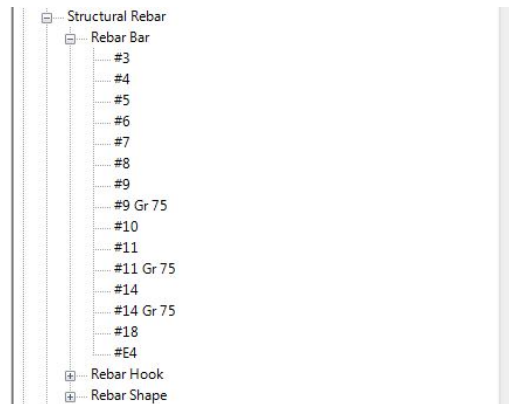 Structural Rebar
Rebar Bar
#3
#4
#5
#6
#7
#8
#9
#9 Gr 75
#10
#11
#11 Gr 75
#14
#14 Gr 75
#18
#E4
Rebar Hook
Rebar Shape